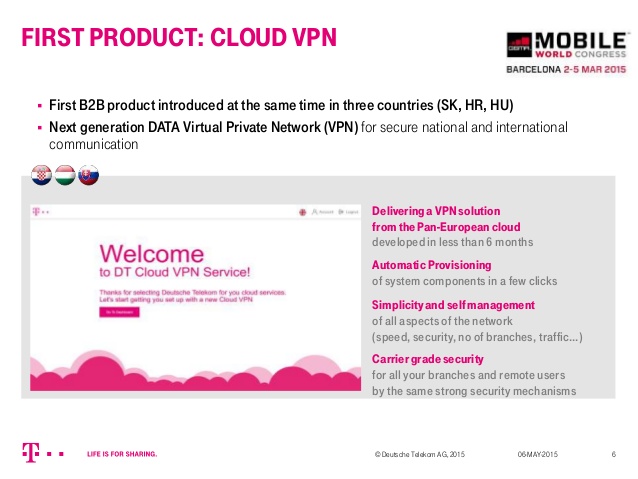 FIRST PRODUCT: CLOUD VPN
GSMA
MOBILE
WORLD CONGRESS
BARCELONA 2-5 MAR 2015
First B2B product introduced at the same time in three countries (SK, HR, HU)
Next generation DATA Virtual Private Network (VPN) for secure national and international
communication
T
Account
Logout
Welcome
to DT Cloud VPN Service!
Thanks for selecting Deutsche Telekom for you cloud services.
Let's start getting you set up with a new Cloud VPN
Go To Dashboard
Delivering a VPN solution
from the Pan-European cloud
developed in less than 6 months
Automatic Provisioning
of system components in a few clicks
Simplicity and self management
of all aspects of the network
(speed, security, no of branches, traffic...)
Carrier grade security
for all your branches and remote users
by the same strong security mechanisms
T
LIFE IS FOR SHARING.
© Deutsche Telekom AG, 2015
06-MAY-2015
6